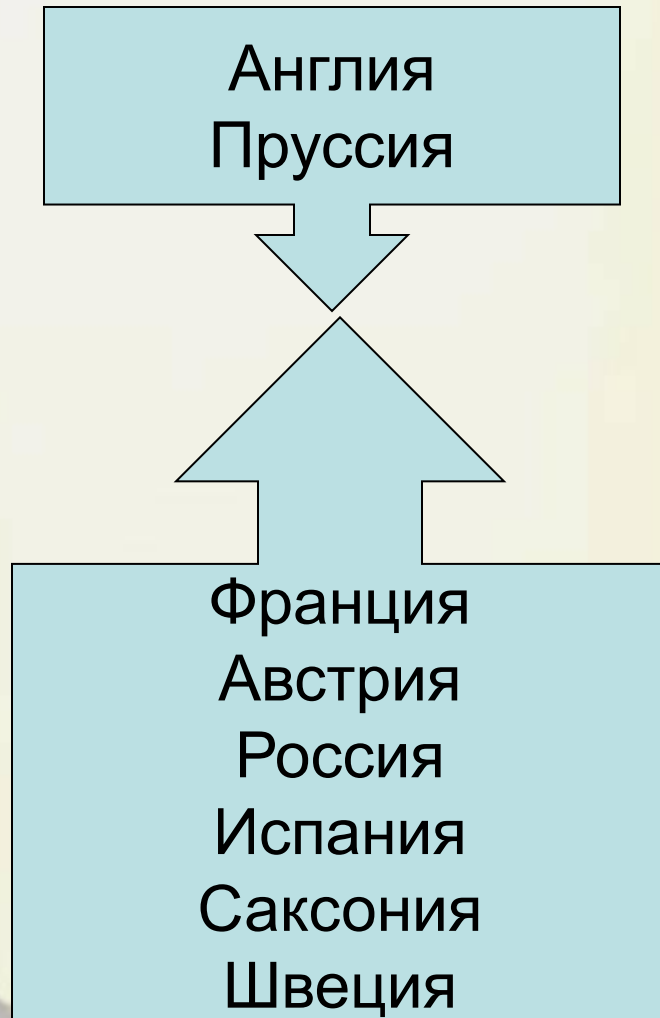 Англия
Пруссия
Франция
Австрия
Россия
Испания
Саксония
Швеция